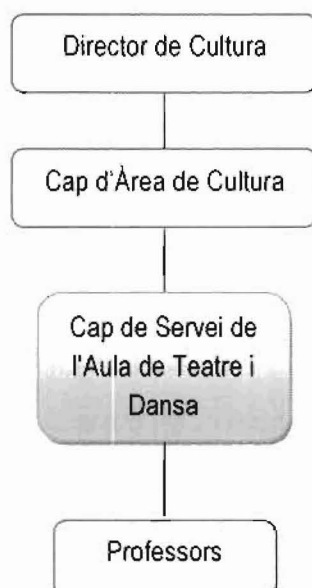 Director de Cultura
Cap d'Àrea de Cultura
Cap de Servei de
l'Aula de Teatre i
Dansa
Professors